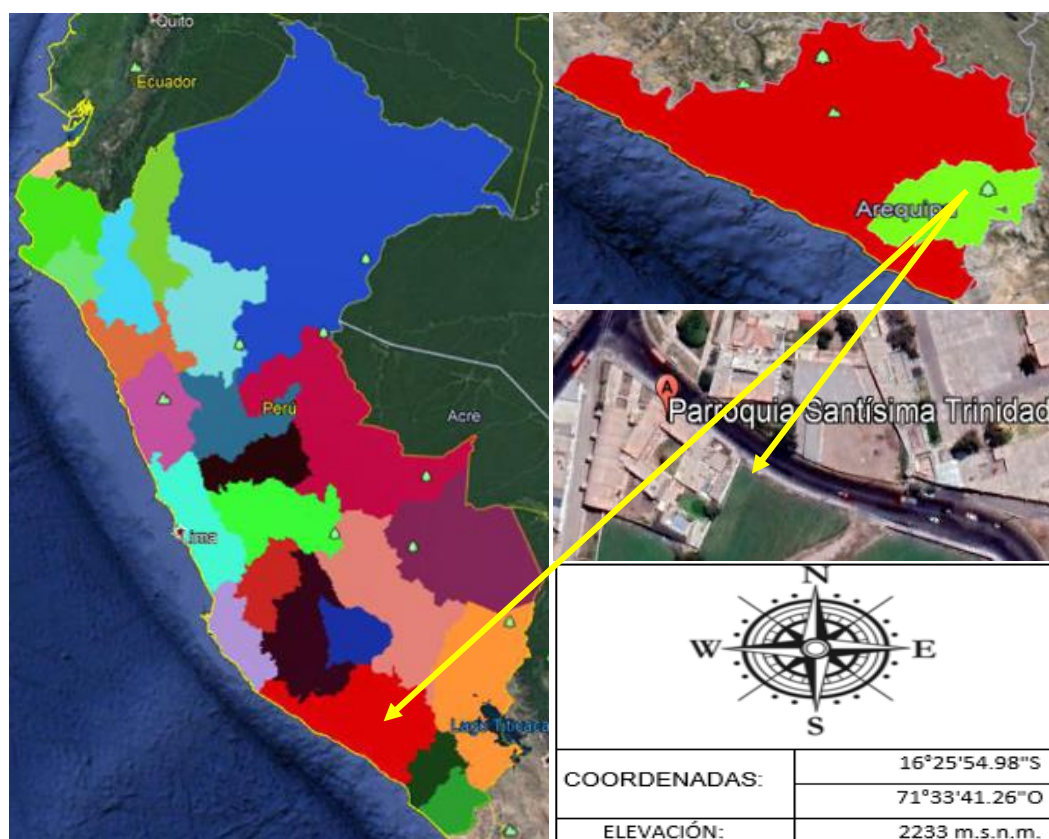 Quito
Ecuador
Perú
Acre
Lima
Lago Titicaca
Arequipa
A
Parroquia Santísima Trinidad
N
W E
S
COORDENADAS: 16°25'54.98"S
71°33'41.26"O
ELEVACIÓN: 2233 m.s.n.m.